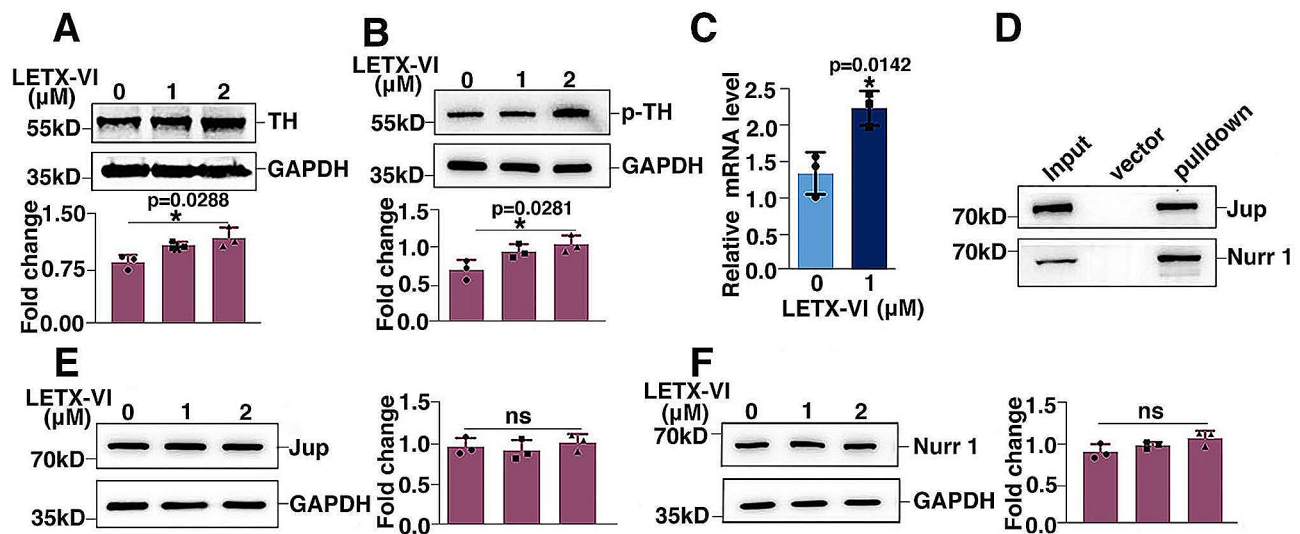 A
LETX-VI
(µM)
0 1 2
55kD
TH
35kD
GAPDH
p=0.0288
*
Fold change
1.50
0.75
0.00
B
LETX-VI
(µM)
0 1 2
55kD
p-TH
35kD
GAPDH
p=0.0281
*
Fold change
1.5
1.0
0.5
0.0
C
p=0.0142
*
Relative mRNA level
2.5
2.0
1.5
1.0
0.5
0.0
0 1
LETX-VI (µM)
D
Input vector pulldown
70kD
Jup
70kD
Nurr 1
E
LETX-VI
(µM)
0 1 2
70kD
Jup
35kD
GAPDH
ns
Fold change
1.5
1.0
0.5
0.0
F
LETX-VI
(µM)
0 1 2
70kD
Nurr 1
35kD
GAPDH
ns
Fold change
1.5
1.0
0.5
0.0